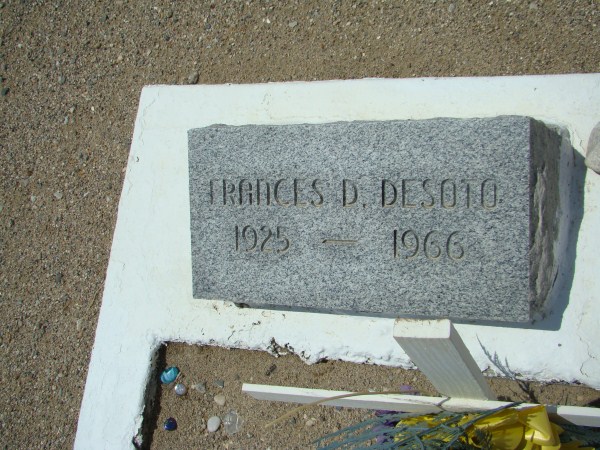 FRANCES D. DESOTO
1925 — 1966